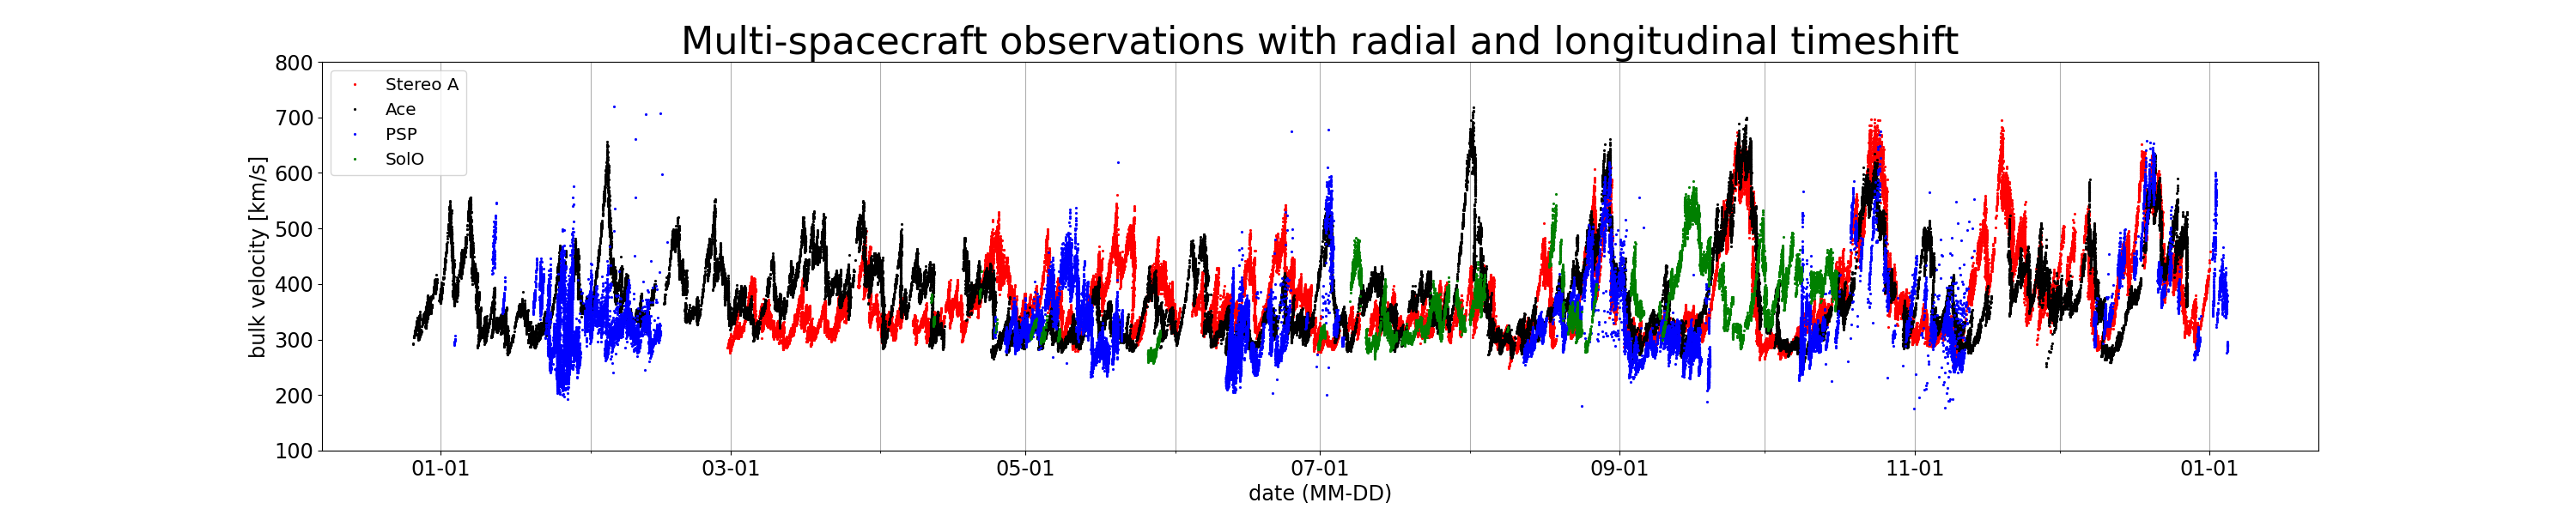 Multi-spacecraft observations with radial and longitudinal timeshift
800
700
600
500
400
300
200
100
bulk velocity [km/s]
Stereo A
Ace
PSP
SolO
01-01
03-01
05-01
07-01
09-01
11-01
01-01
date (MM-DD)